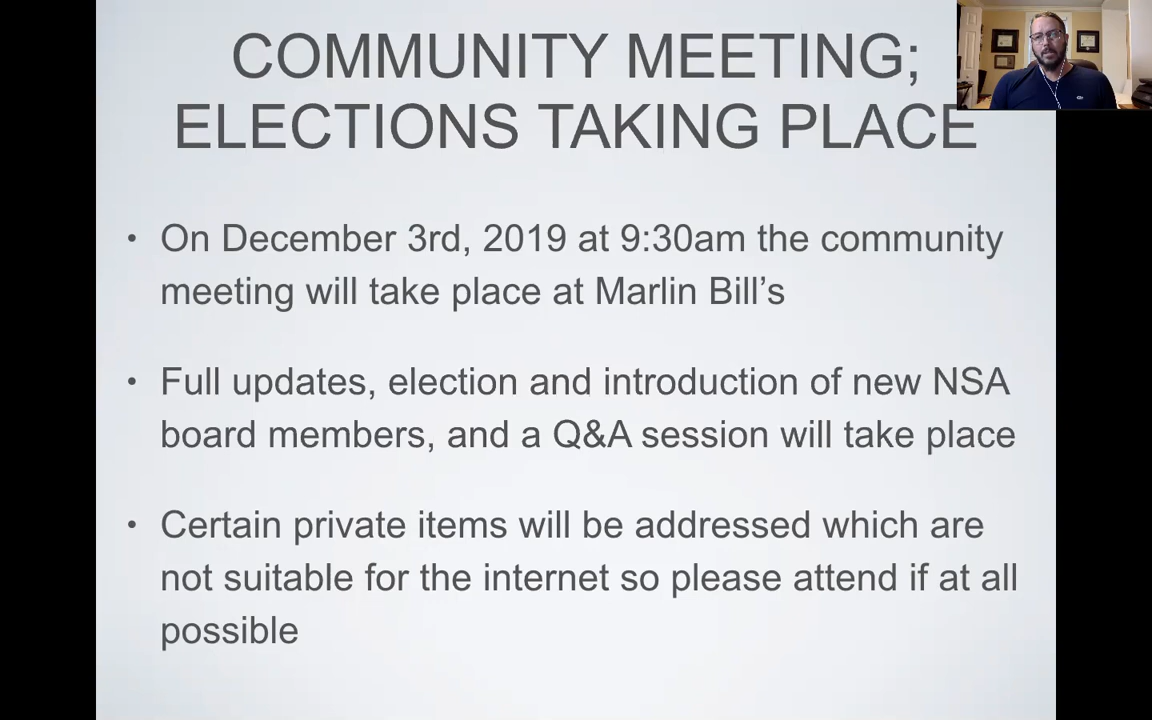 COMMUNITY MEETING;
ELECTIONS TAKING PLACE
• On December 3rd, 2019 at 9:30am the community
meeting will take place at Marlin Bill’s
• Full updates, election and introduction of new NSA
board members, and a Q&A session will take place
• Certain private items will be addressed which are
not suitable for the internet so please attend if at all
possible